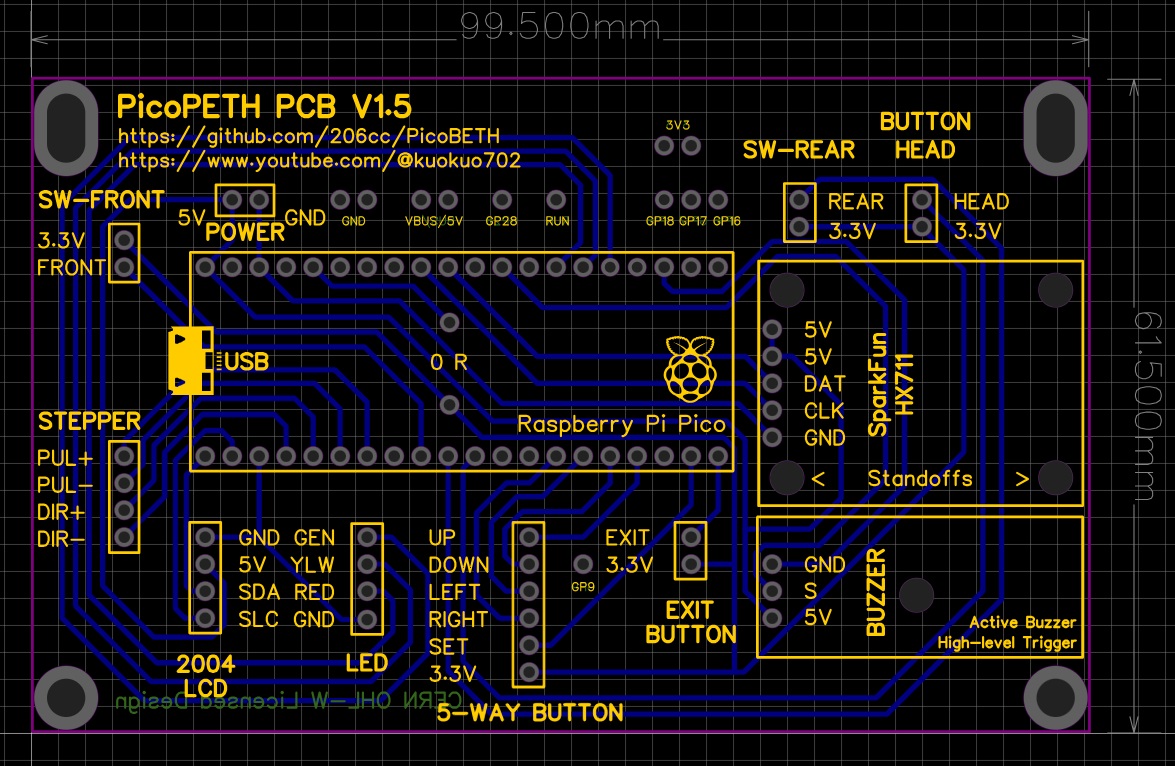 99.500mm
PicoPETH PCB V1.5
https://github.com/206cc/PicoBETH
https://www.youtube.com/@kuokuo702
3V3
SW-REAR
BUTTON
HEAD
SW-FRONT
3.3V
FRONT
5V
GND
POWER
GND
VBUS/5V
GP28
RUN
GP18
GP17
GP16
REAR
3.3V
HEAD
3.3V
USB
0 R
Raspberry Pi Pico
5V
5V
DAT
CLK
GND
SparkFun
HX711
< Standoffs >
61.500mm
STEPPER
PUL+
PUL-
DIR+
DIR-
GND
5V
SDA
SLC
2004
LCD
GEN
YLW
RED
GND
LED
UP
DOWN
LEFT
RIGHT
SET
3.3V
5-WAY BUTTON
GP9
EXIT
3.3V
EXIT
BUTTON
GND
S
5V
BUZZER
Active Buzzer
High-level Trigger
CERN OHL-W Licensed Design